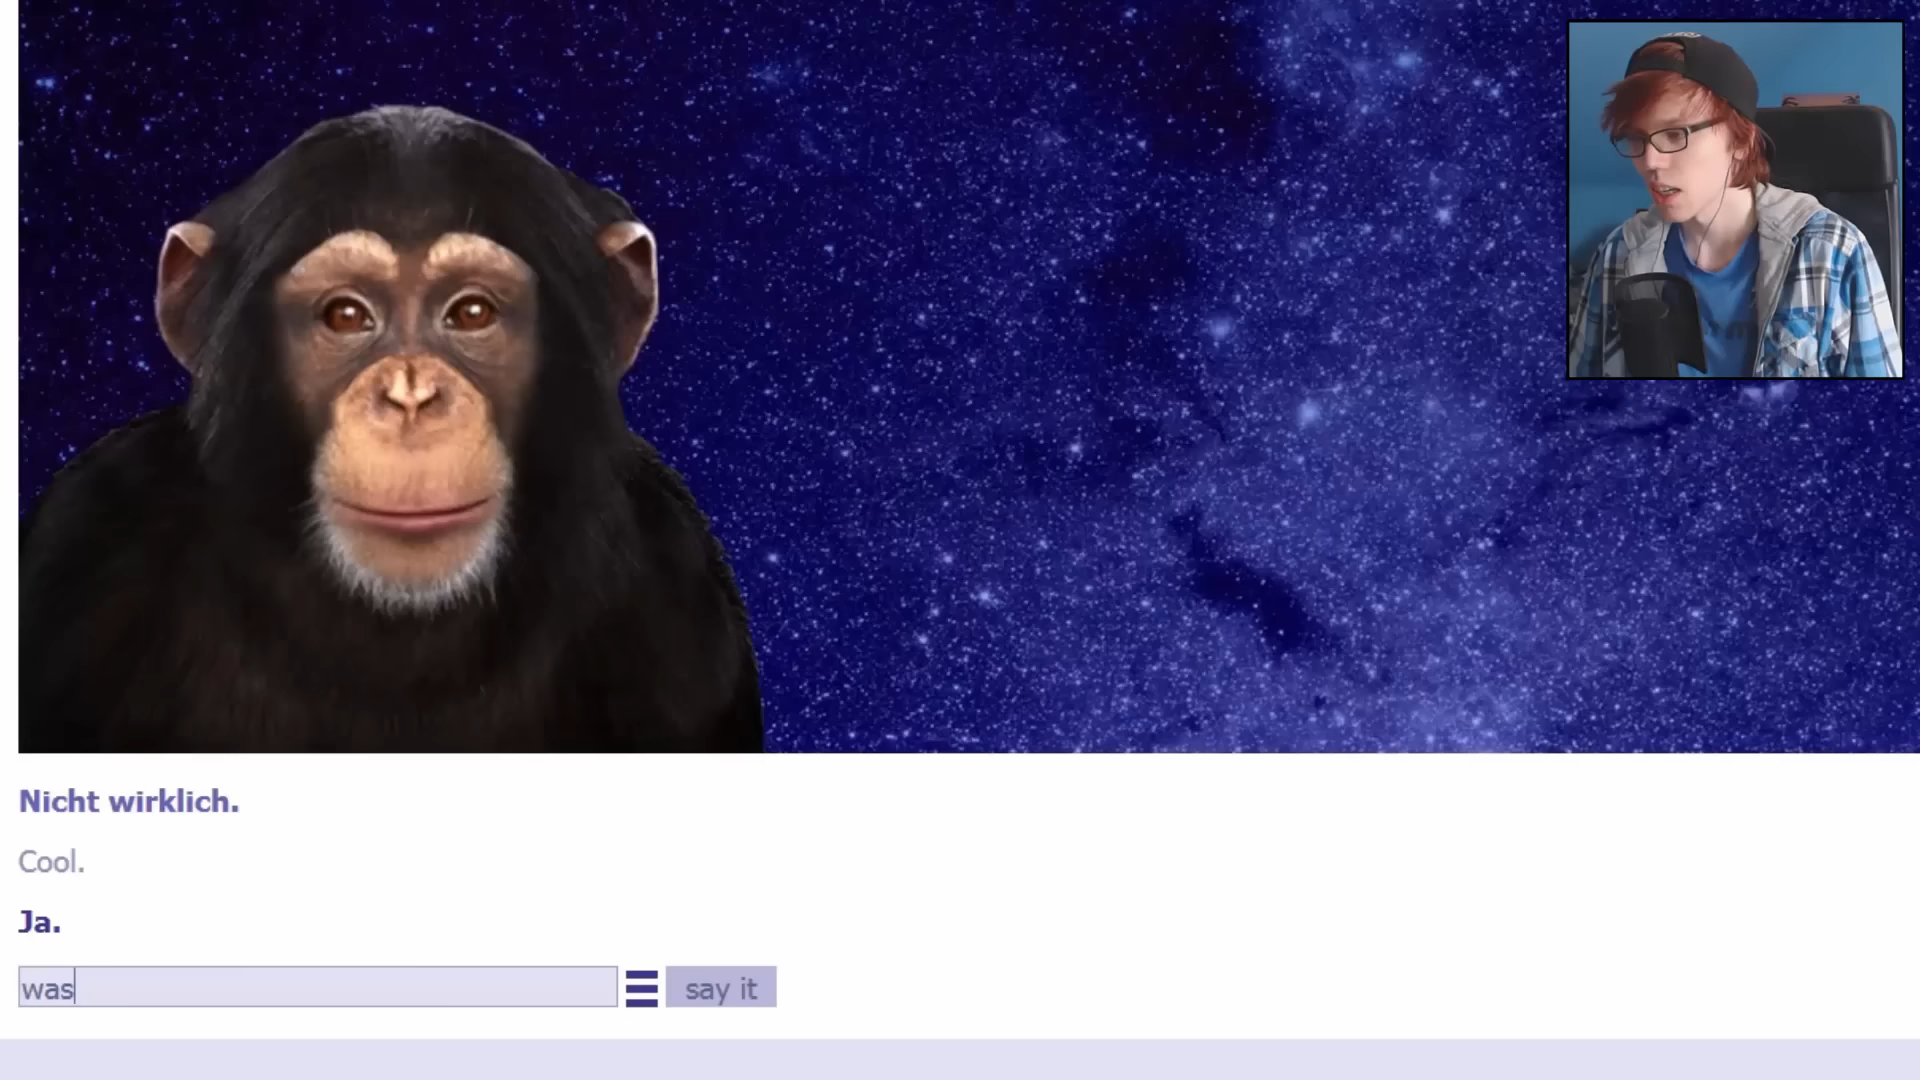 Nicht wirklich.
Cool.
Ja.
was
say it